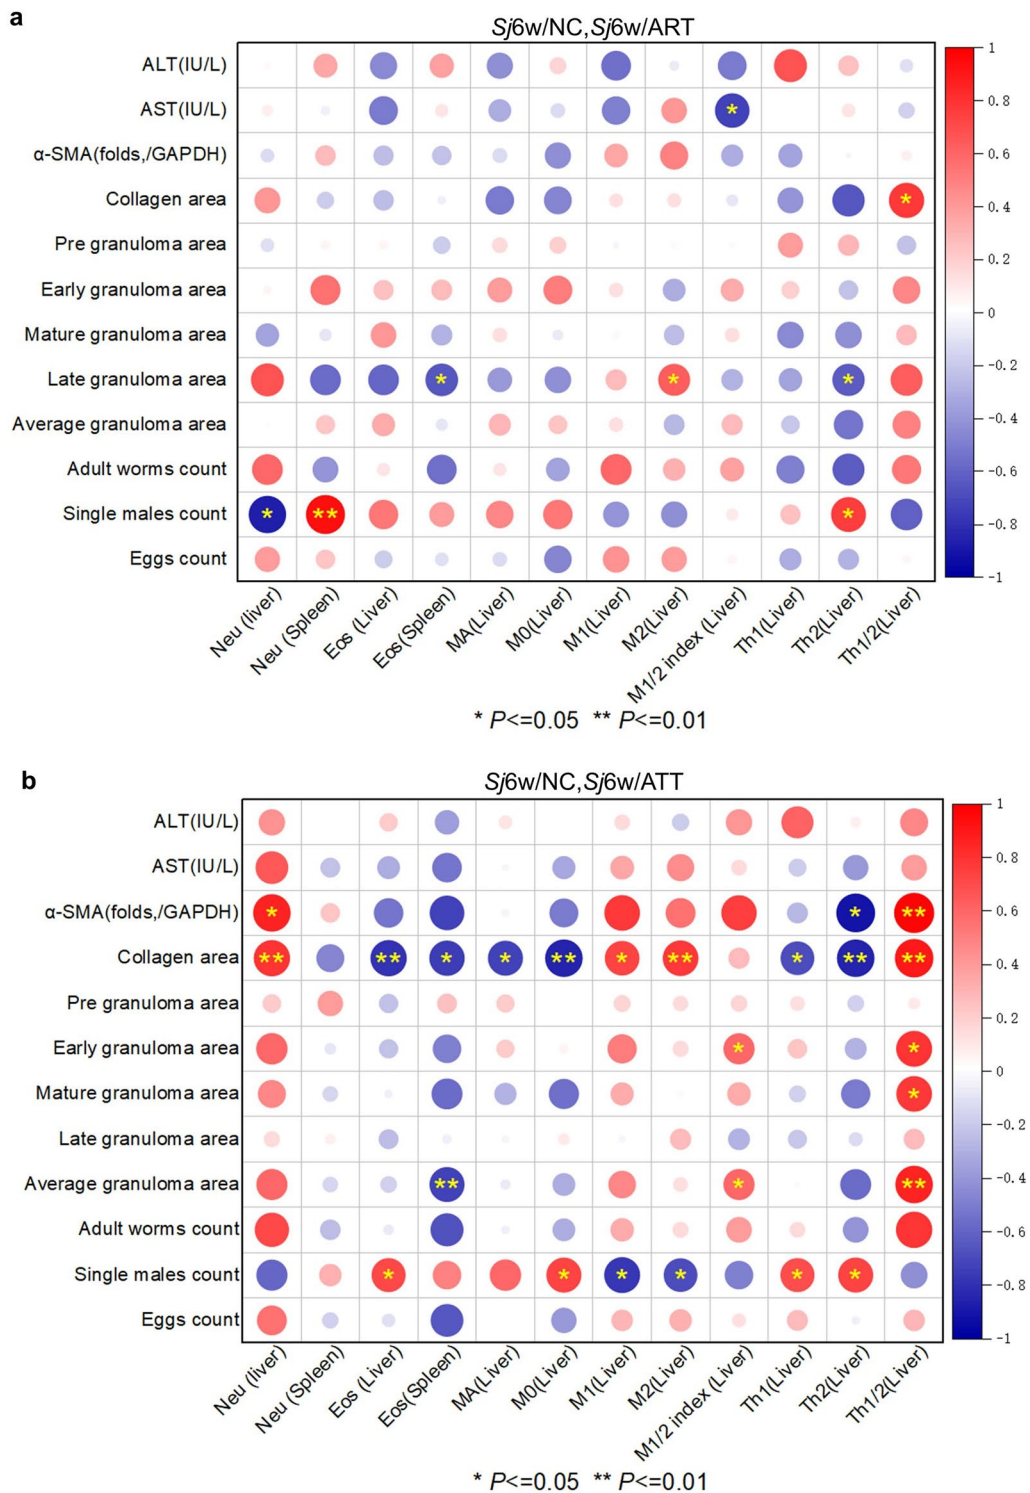 a
Sj6w/NC,Sj6w/ART
ALT(IU/L)
AST(IU/L)
α-SMA(folds,/GAPDH)
Collagen area
Pre granuloma area
Early granuloma area
Mature granuloma area
Late granuloma area
Average granuloma area
Adult worms count
Single males count
Eggs count
*
*
* * *
* ** *
1
0.8
0.6
0.4
0.2
0
-0.2
-0.4
-0.6
-0.8
-1
Neu (liver)
Neu (Spleen)
Eos (Liver)
Eos(Spleen)
MA(Liver)
M0(Liver)
M1(Liver)
M2(Liver)
M1/2 index (Liver)
Th1(Liver)
Th2(Liver)
Th1/2(Liver)
* P<=0.05 ** P<=0.01
b
Sj6w/NC,Sj6w/ATT
ALT(IU/L)
AST(IU/L)
α-SMA(folds,/GAPDH)
Collagen area
Pre granuloma area
Early granuloma area
Mature granuloma area
Late granuloma area
Average granuloma area
Adult worms count
Single males count
Eggs count
* * **
** ** * * ** * ** * ** **
* *
*
** * **
* * * * * *
1
0.8
0.6
0.4
0.2
0
-0.2
-0.4
-0.6
-0.8
-1
Neu (liver)
Neu (Spleen)
Eos (Liver)
Eos(Spleen)
MA(Liver)
M0(Liver)
M1(Liver)
M2(Liver)
M1/2 index (Liver)
Th1(Liver)
Th2(Liver)
Th1/2(Liver)
* P<=0.05 ** P<=0.01